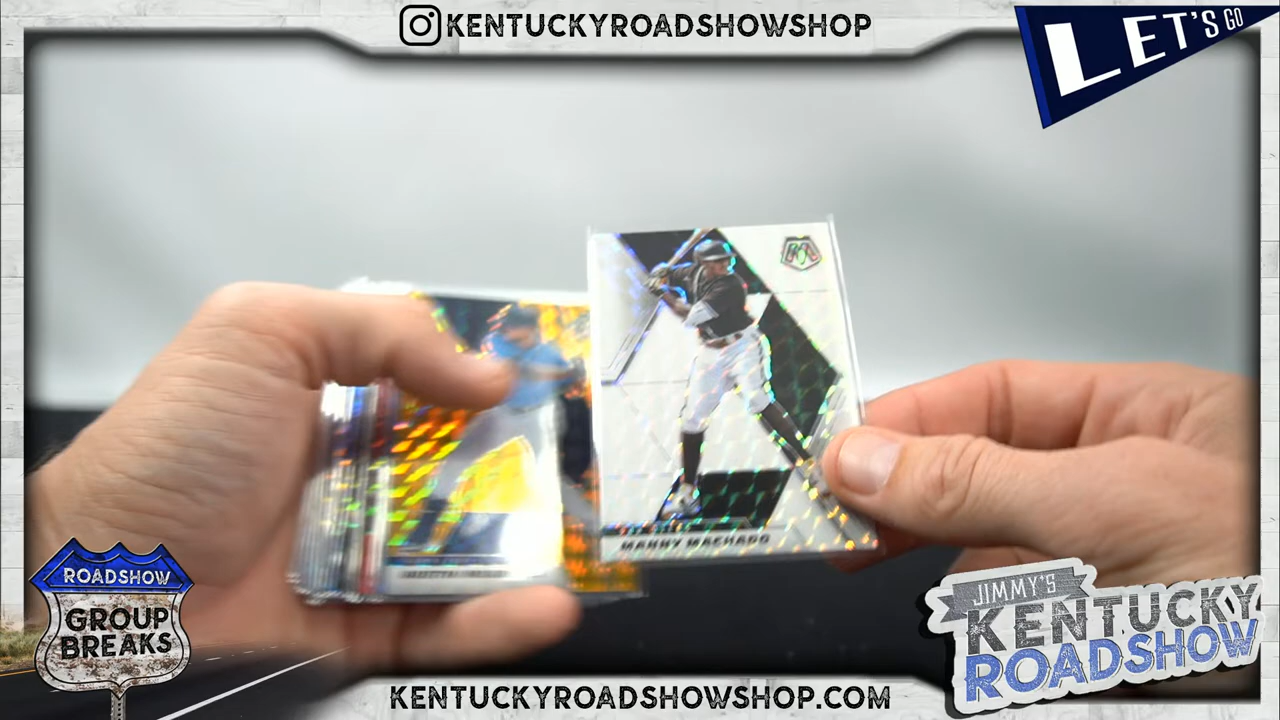 KENTUCKYROADSHOWSHOP
LET'S GO
M
MANNY MACHADO
ROADSHOW
GROUP
BREAKS
JIMMY'S
KENTUCKY
ROADSHOW
KENTUCKYROADSHOWSHOP.COM